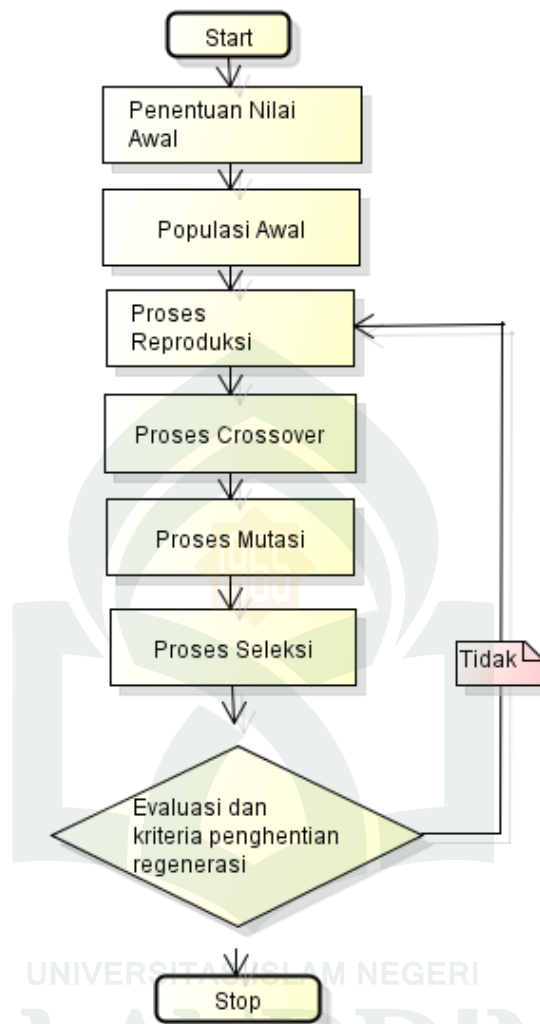 Start
Penentuan Nilai
Awal
Populasi Awal
Proses
Reproduksi
Proses Crossover
Proses Mutasi
Proses Seleksi
Tidak
Evaluasi dan
kriteria penghentian
regenerasi
UNIVERSITAS ISLAM NEGERI
Stop